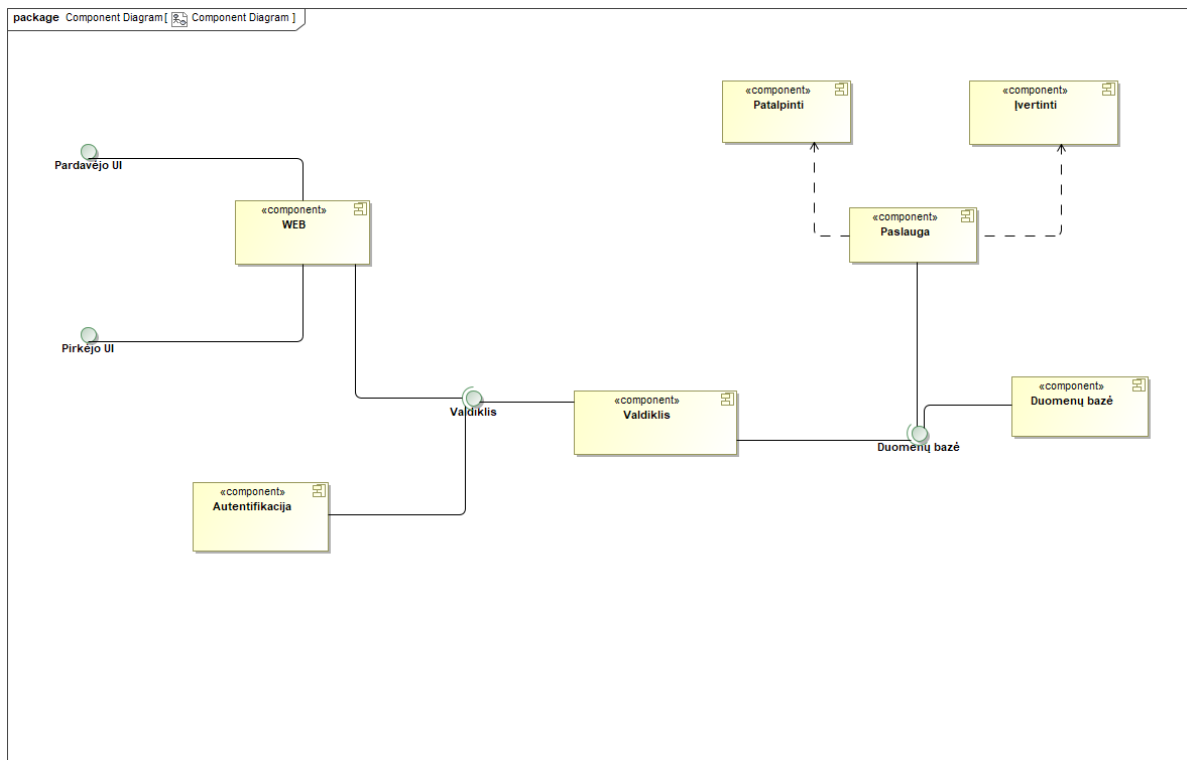 package Component Diagram [ Component Diagram ]
«component»
Patalpinti
«component»
Įvertinti
Pardavėjo UI
«component»
WEB
«component»
Paslauga
Pirkėjo UI
«component»
Duomenų bazė
Valdiklis
«component»
Valdiklis
Duomenų bazė
«component»
Autentifikacija